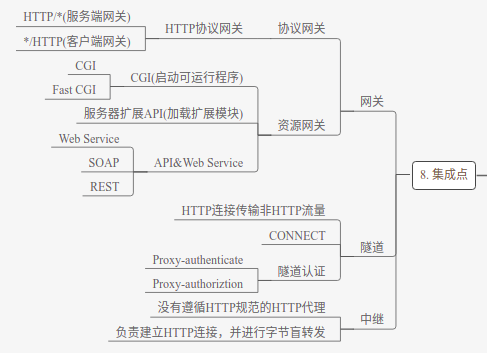 HTTP/*(服务端网关)
HTTP协议网关
协议网关
*/HTTP(客户端网关)
CGI
CGI(启动可运行程序)
Fast CGI
网关
服务器扩展API(加载扩展模块)
资源网关
Web Service
SOAP
API&Web Service
REST
8. 集成点
HTTP连接传输非HTTP流量
CONNECT
隧道
Proxy-authenticate
隧道认证
Proxy-authoriztion
没有遵循HTTP规范的HTTP代理
中继
负责建立HTTP连接，并进行字节盲转发